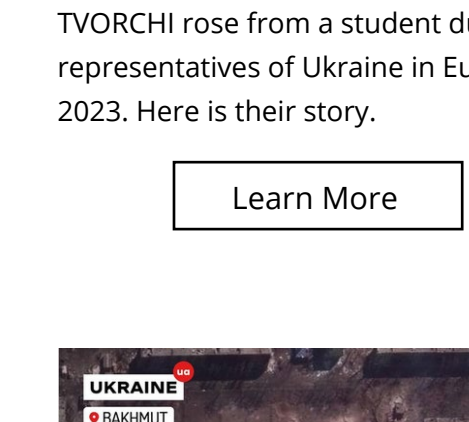 TVORCHI rose from a student
representatives of Ukraine in
2023. Here is their story.
Learn More
ua
UKRAINE
BAKHMUT